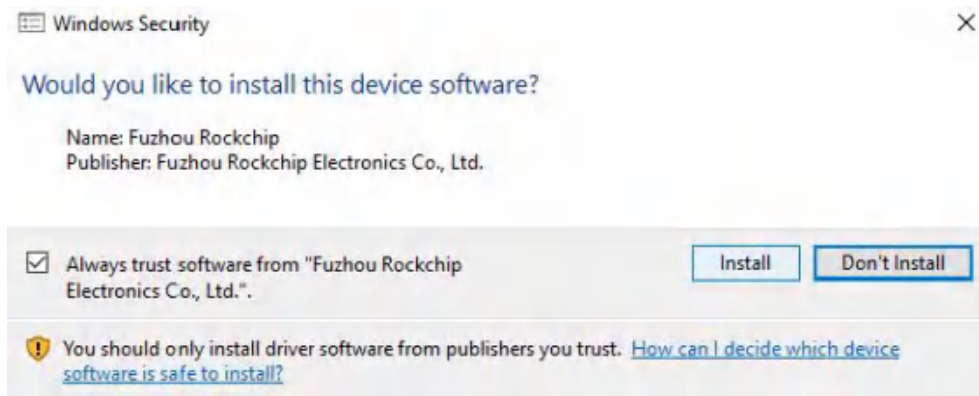 Windows Security
Would you like to install this device software?
Name: Fuzhou Rockchip
Publisher: Fuzhou Rockchip Electronics Co., Ltd.
Always trust software from "Fuzhou Rockchip
Electronics Co., Ltd.".
Install
Don't Install
You should only install driver software from publishers you trust. How can I decide which device
software is safe to install?